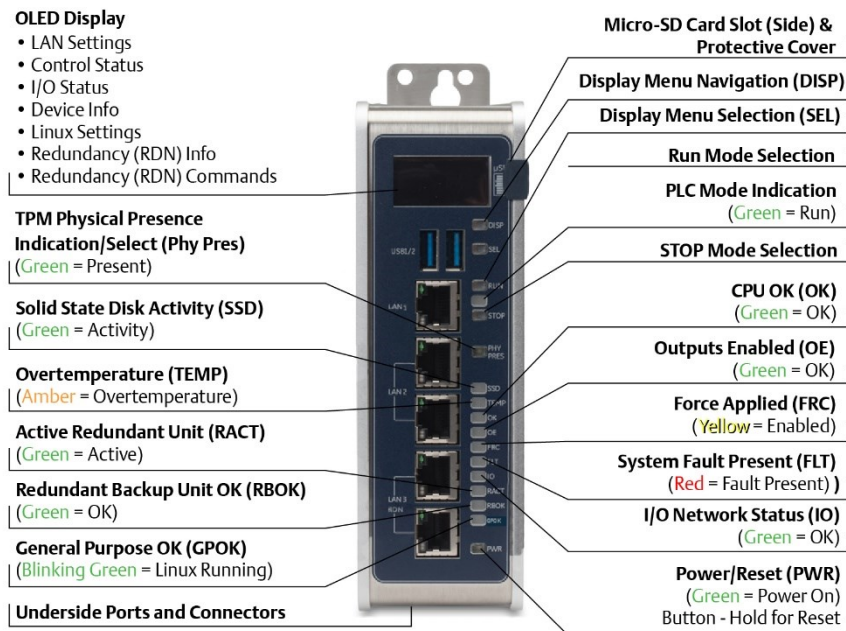 OLED Display
• LAN Settings
• Control Status
• I/O Status
• Device Info
• Linux Settings
• Redundancy (RDN) Info
• Redundancy (RDN) Commands
TPM Physical Presence
Indication/Select (Phy Pres)
(Green = Present)
Solid State Disk Activity (SSD)
(Green = Activity)
Overtemperature (TEMP)
(Amber = Overtemperature)
Active Redundant Unit (RACT)
(Green = Active)
Redundant Backup Unit OK (RBOK)
(Green = OK)
General Purpose OK (GPOK)
(Blinking Green = Linux Running)
Underside Ports and Connectors
DISP
USB1/2
SEL
RUN
LAN 1
STOP
PHY
PRES
SSD
LAN 2
TEMP
OK
OE
FRC
FLT
IO
LAN 3
RACT
RDN
RBOK
GPOK
PWR
Micro-SD Card Slot (Side) &
Protective Cover
Display Menu Navigation (DISP)
Display Menu Selection (SEL)
Run Mode Selection
PLC Mode Indication
(Green = Run)
STOP Mode Selection
CPU OK (OK)
(Green = OK)
Outputs Enabled (OE)
(Green = OK)
Force Applied (FRC)
(Yellow = Enabled)
System Fault Present (FLT)
(Red = Fault Present) )
I/O Network Status (IO)
(Green = OK)
Power/Reset (PWR)
(Green = Power On)
Button - Hold for Reset